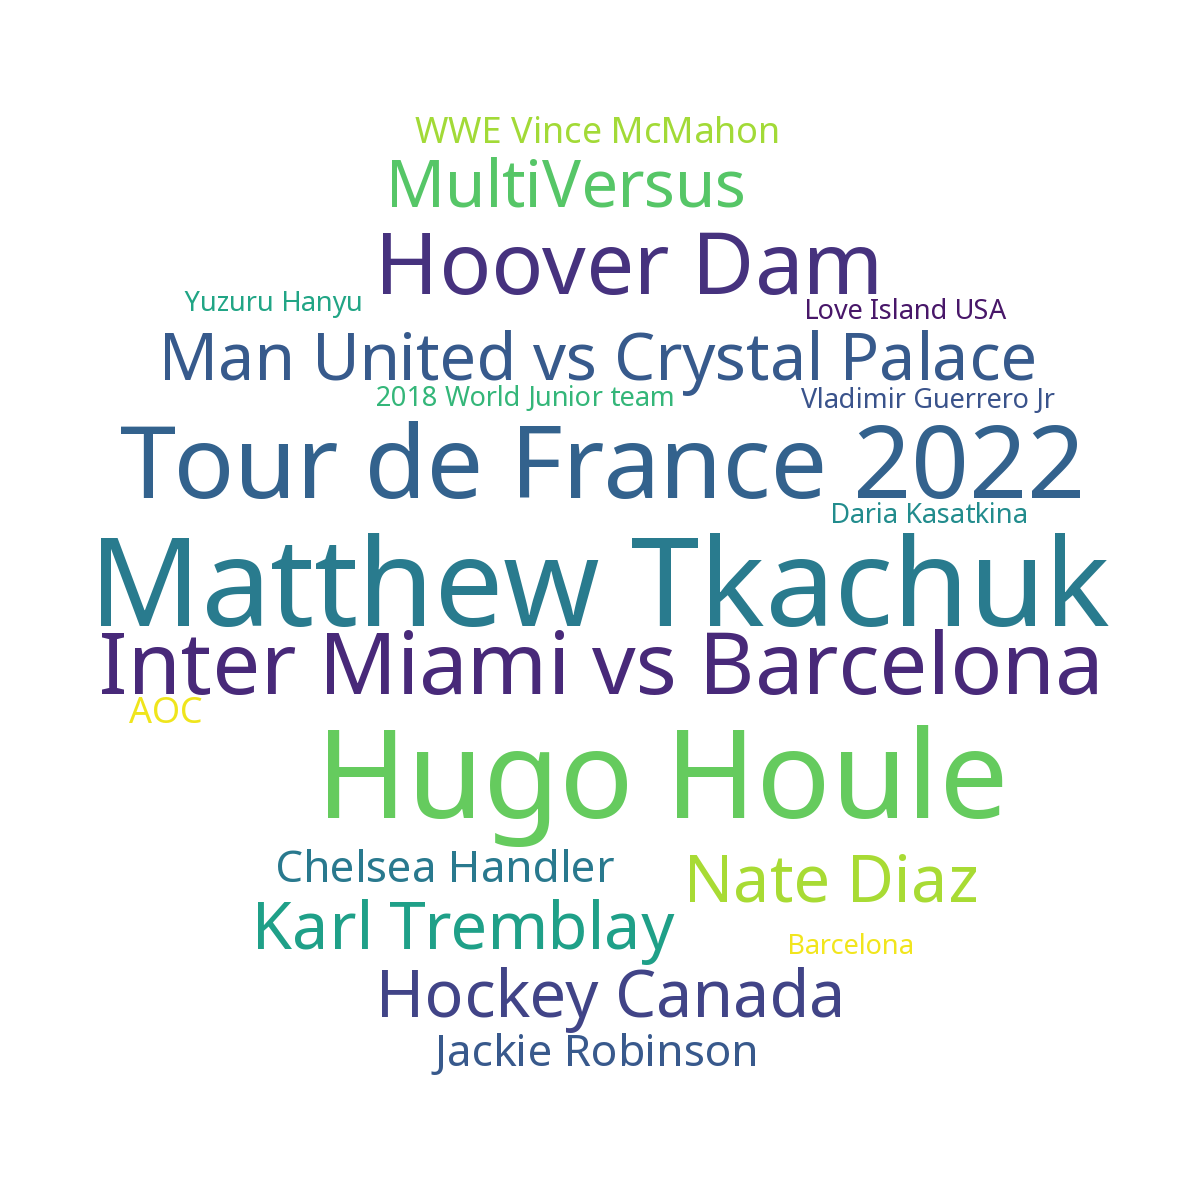 WWE Vince McMahon
MultiVersus
Hoover Dam
Yuzuru Hanyu
Love Island USA
Man United vs Crystal Palace
2018 World Junior team
Vladimir Guerrero Jr
Tour de France 2022
Daria Kasatkina
Matthew Tkachuk
Inter Miami vs Barcelona
AOC
Hugo Houle
Chelsea Handler
Nate Diaz
Karl Tremblay
Barcelona
Hockey Canada
Jackie Robinson